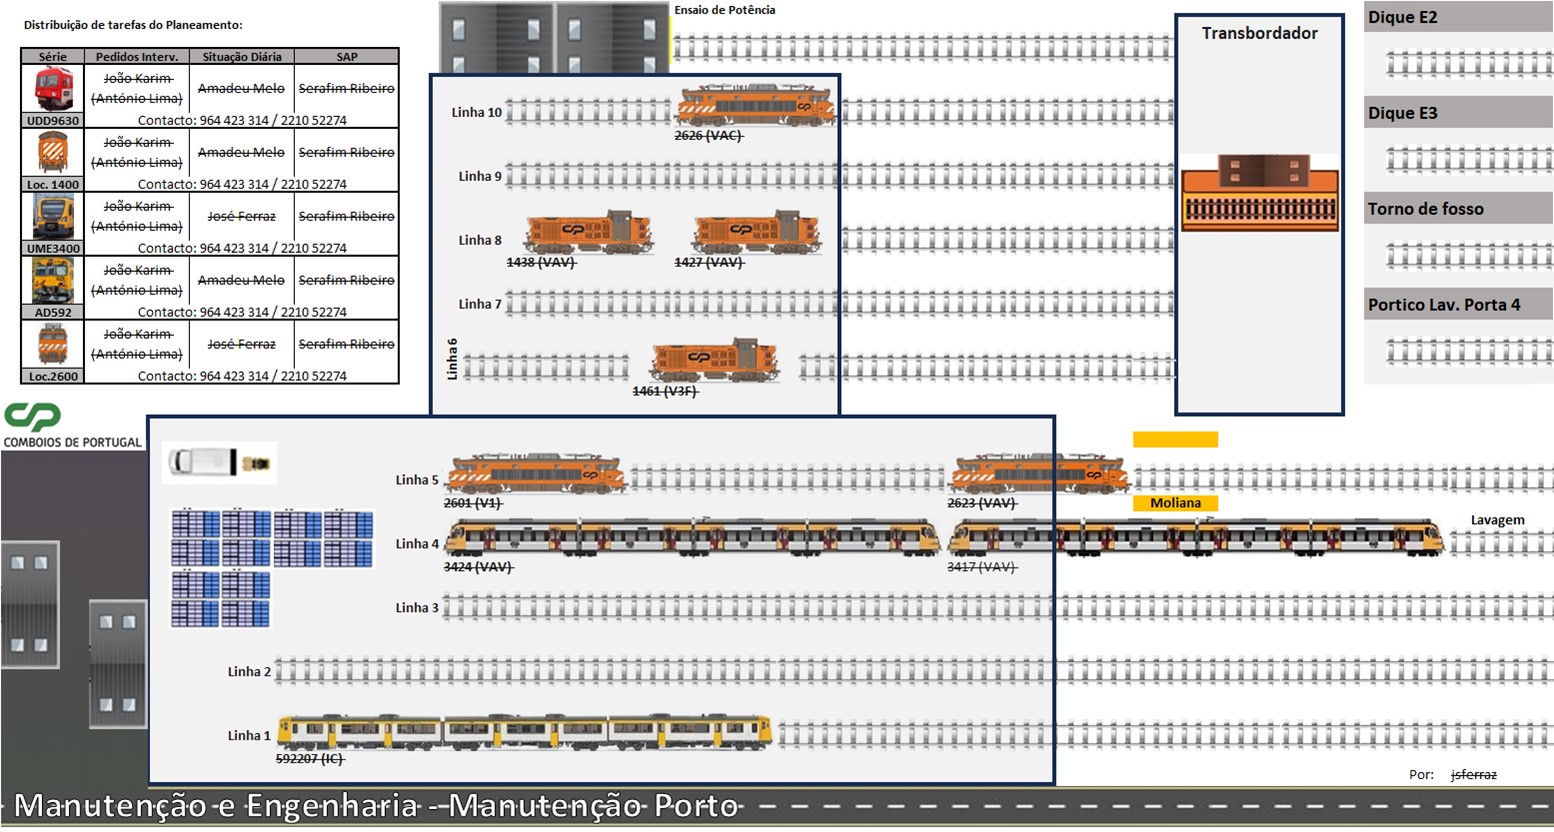 Distribuição de tarefas do Planeamento:
Série Pedidos Interv. Situação Diária SAP
João Karim
(António Lima) Amadeu Melo Serafim Ribeiro
UDD9630 Contacto: 964 423 314 / 2210 52274
João Karim
(António Lima) Amadeu Melo Serafim Ribeiro
Loc. 1400 Contacto: 964 423 314 / 2210 52274
João Karim
(António Lima) José Ferraz Serafim Ribeiro
UME3400 Contacto: 964 423 314 / 2210 52274
João Karim
(António Lima) Amadeu Melo Serafim Ribeiro
AD592 Contacto: 964 423 314 / 2210 52274
João Karim
(António Lima) José Ferraz Serafim Ribeiro
Loc.2600 Contacto: 964 423 314 / 2210 52274
CP
COMBOIOS DE PORTUGAL
Ensaio de Potência
Linha 10
2626 (VAC)
Linha 9
Linha 8
1438 (VAV) 1427 (VAV)
Linha 7
Linha 6
1461 (V3F)
Transbordador
Dique E2
Dique E3
Torno de fosso
Portico Lav. Porta 4
Linha 5
2601 (V1) 2623 (VAV)
Moliana
Linha 4
3424 (VAV) 3417 (VAV)
Lavagem
Linha 3
Linha 2
Linha 1
592207 (IC)
Por: jsferraz
Manutenção e Engenharia - Manutenção Porto